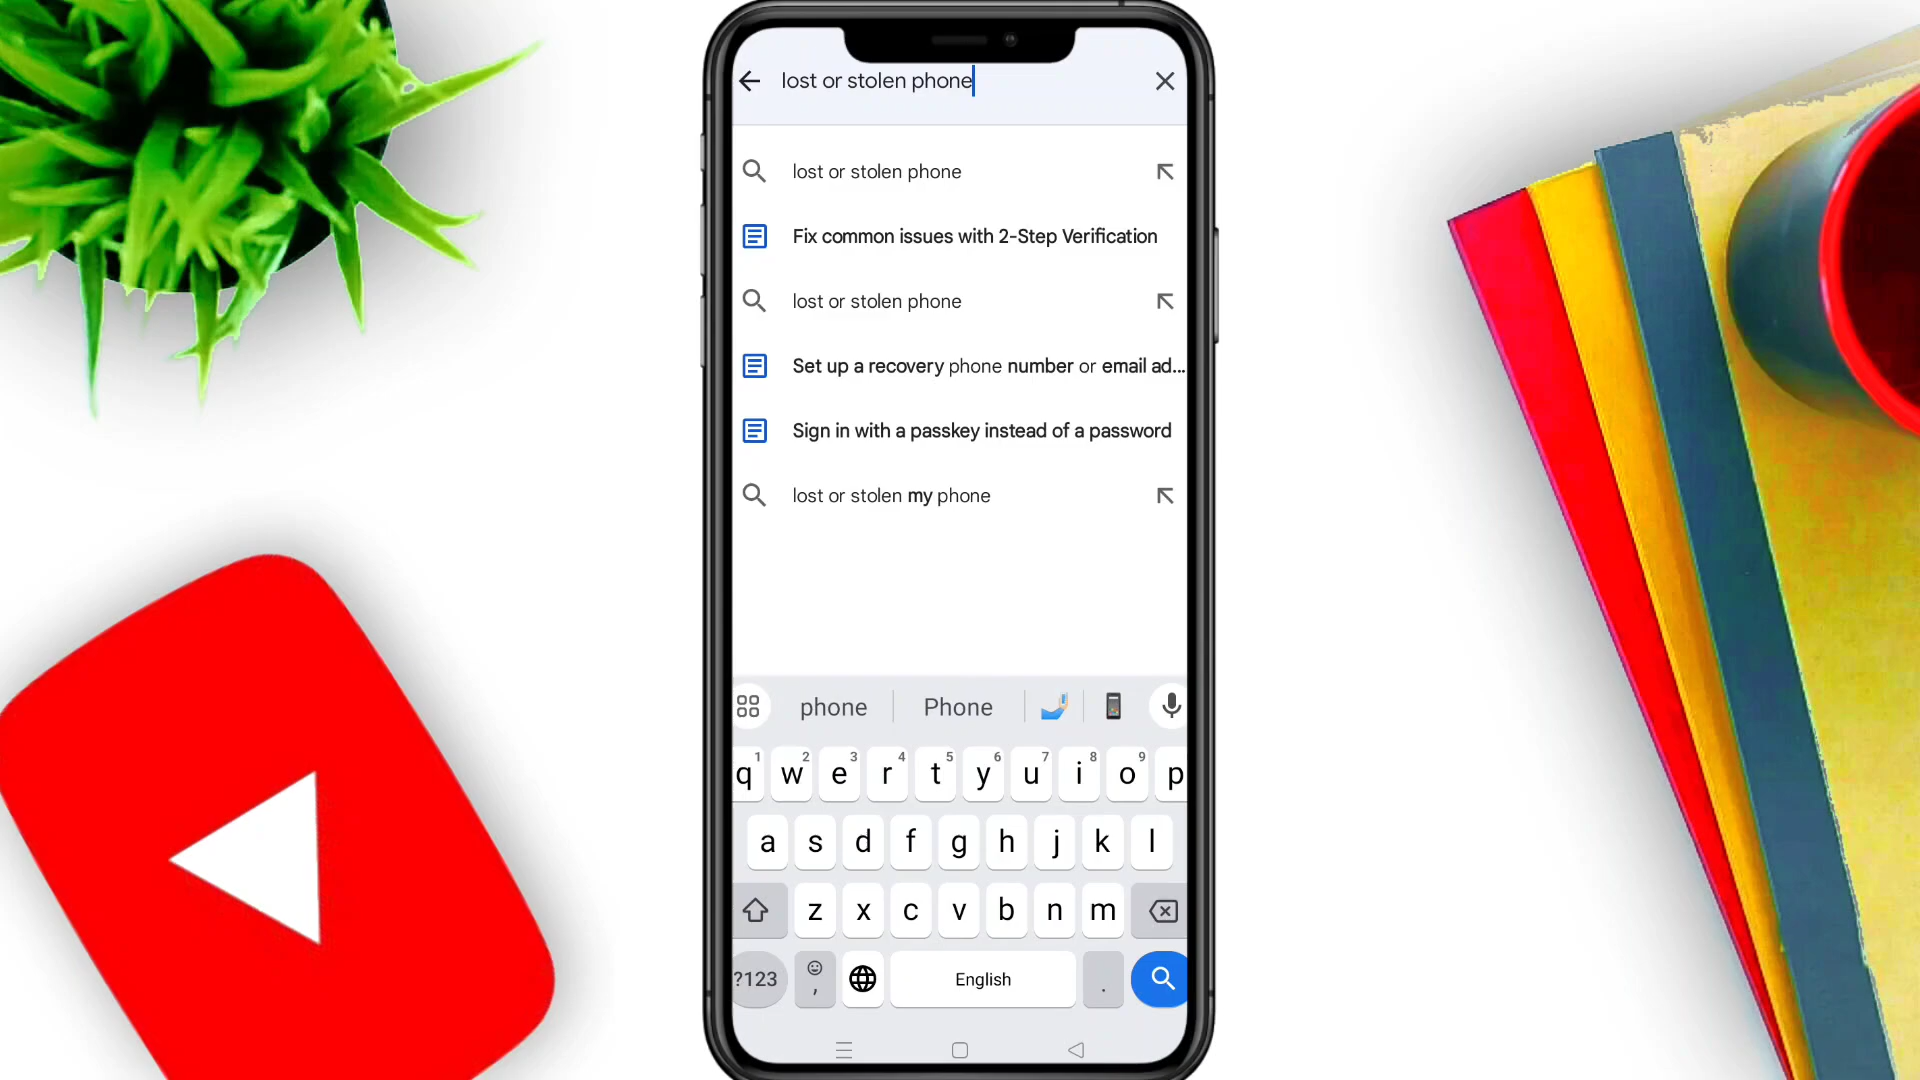 lost or stolen phone
lost or stolen phone
Fix common issues with 2-Step Verification
lost or stolen phone
Set up a recovery phone number or email ad...
Sign in with a passkey instead of a password
lost or stolen my phone
phone Phone
1 2 3 4 5 6 7 8 9
q w e r t y u i o p
a s d f g h j k l
z x c v b n m
?123 , English .